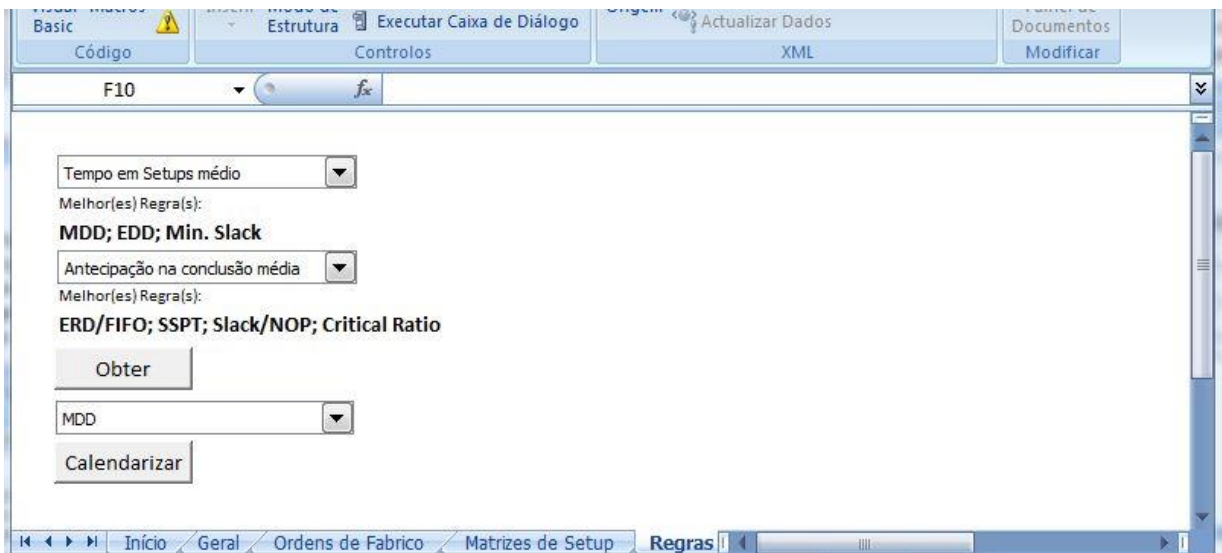 Visual Macros
Basic
Estrutura
Executar Caixa de Diálogo
Actualizar Dados
Documentos
Código
Controlos
XML
Modificar
F10
fx
Tempo em Setups médio
Melhor(es) Regra(s):
MDD; EDD; Min. Slack
Antecipação na conclusão média
Melhor(es) Regra(s):
ERD/FIFO; SSPT; Slack/NOP; Critical Ratio
Obter
MDD
Calendarizar
Início Geral Ordens de Fabrico Matrizes de Setup Regras